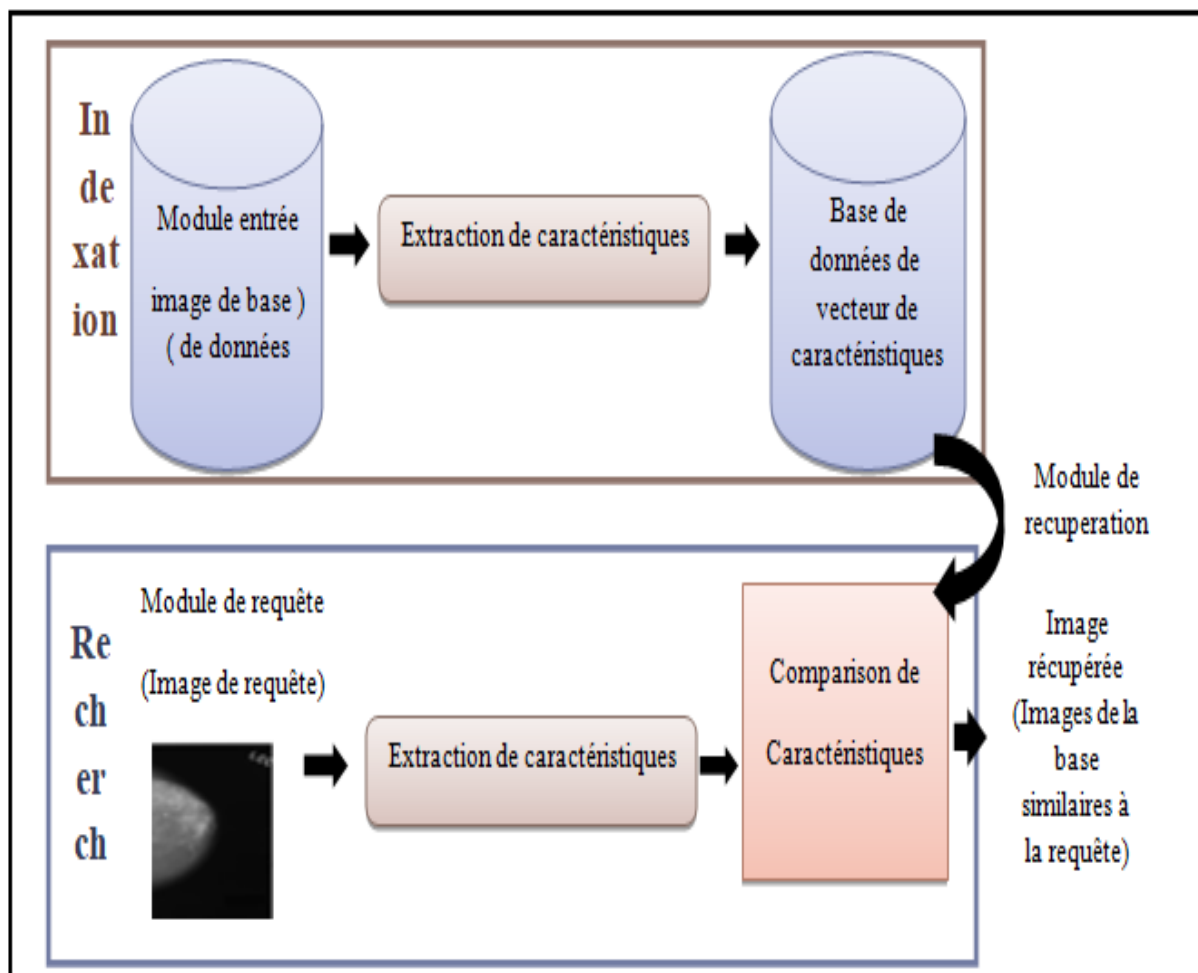 In
de
xat
ion
Module entrée
image de base )
( de données
Extraction de caractéristiques
Base de
données de
vecteur de
caractéristiques
Module de
recuperation
Re
ch
er
ch
Module de requête
(Image de requête)
Extraction de caractéristiques
Comparison de
Caractéristiques
Image
récupérée
(Images de la
base
similaires à
la requête)